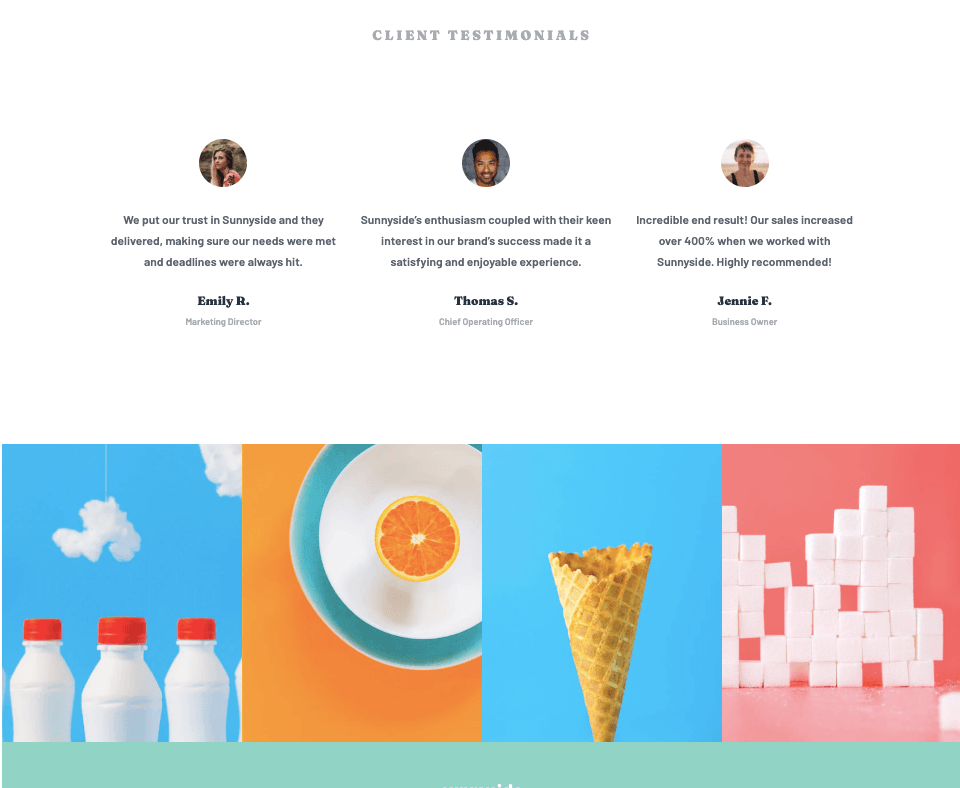 CLIENT TESTIMONIALS
We put our trust in Sunnyside and they
delivered, making sure our needs were met
and deadlines were always hit.
Emily R.
Marketing Director
Sunnyside's enthusiasm coupled with their keen
interest in our brand's success made it a
satisfying and enjoyable experience.
Thomas S.
Chief Operating Officer
Incredible end result! Our sales increased
over 400% when we worked with
Sunnyside. Highly recommended!
Jennie F.
Business Owner